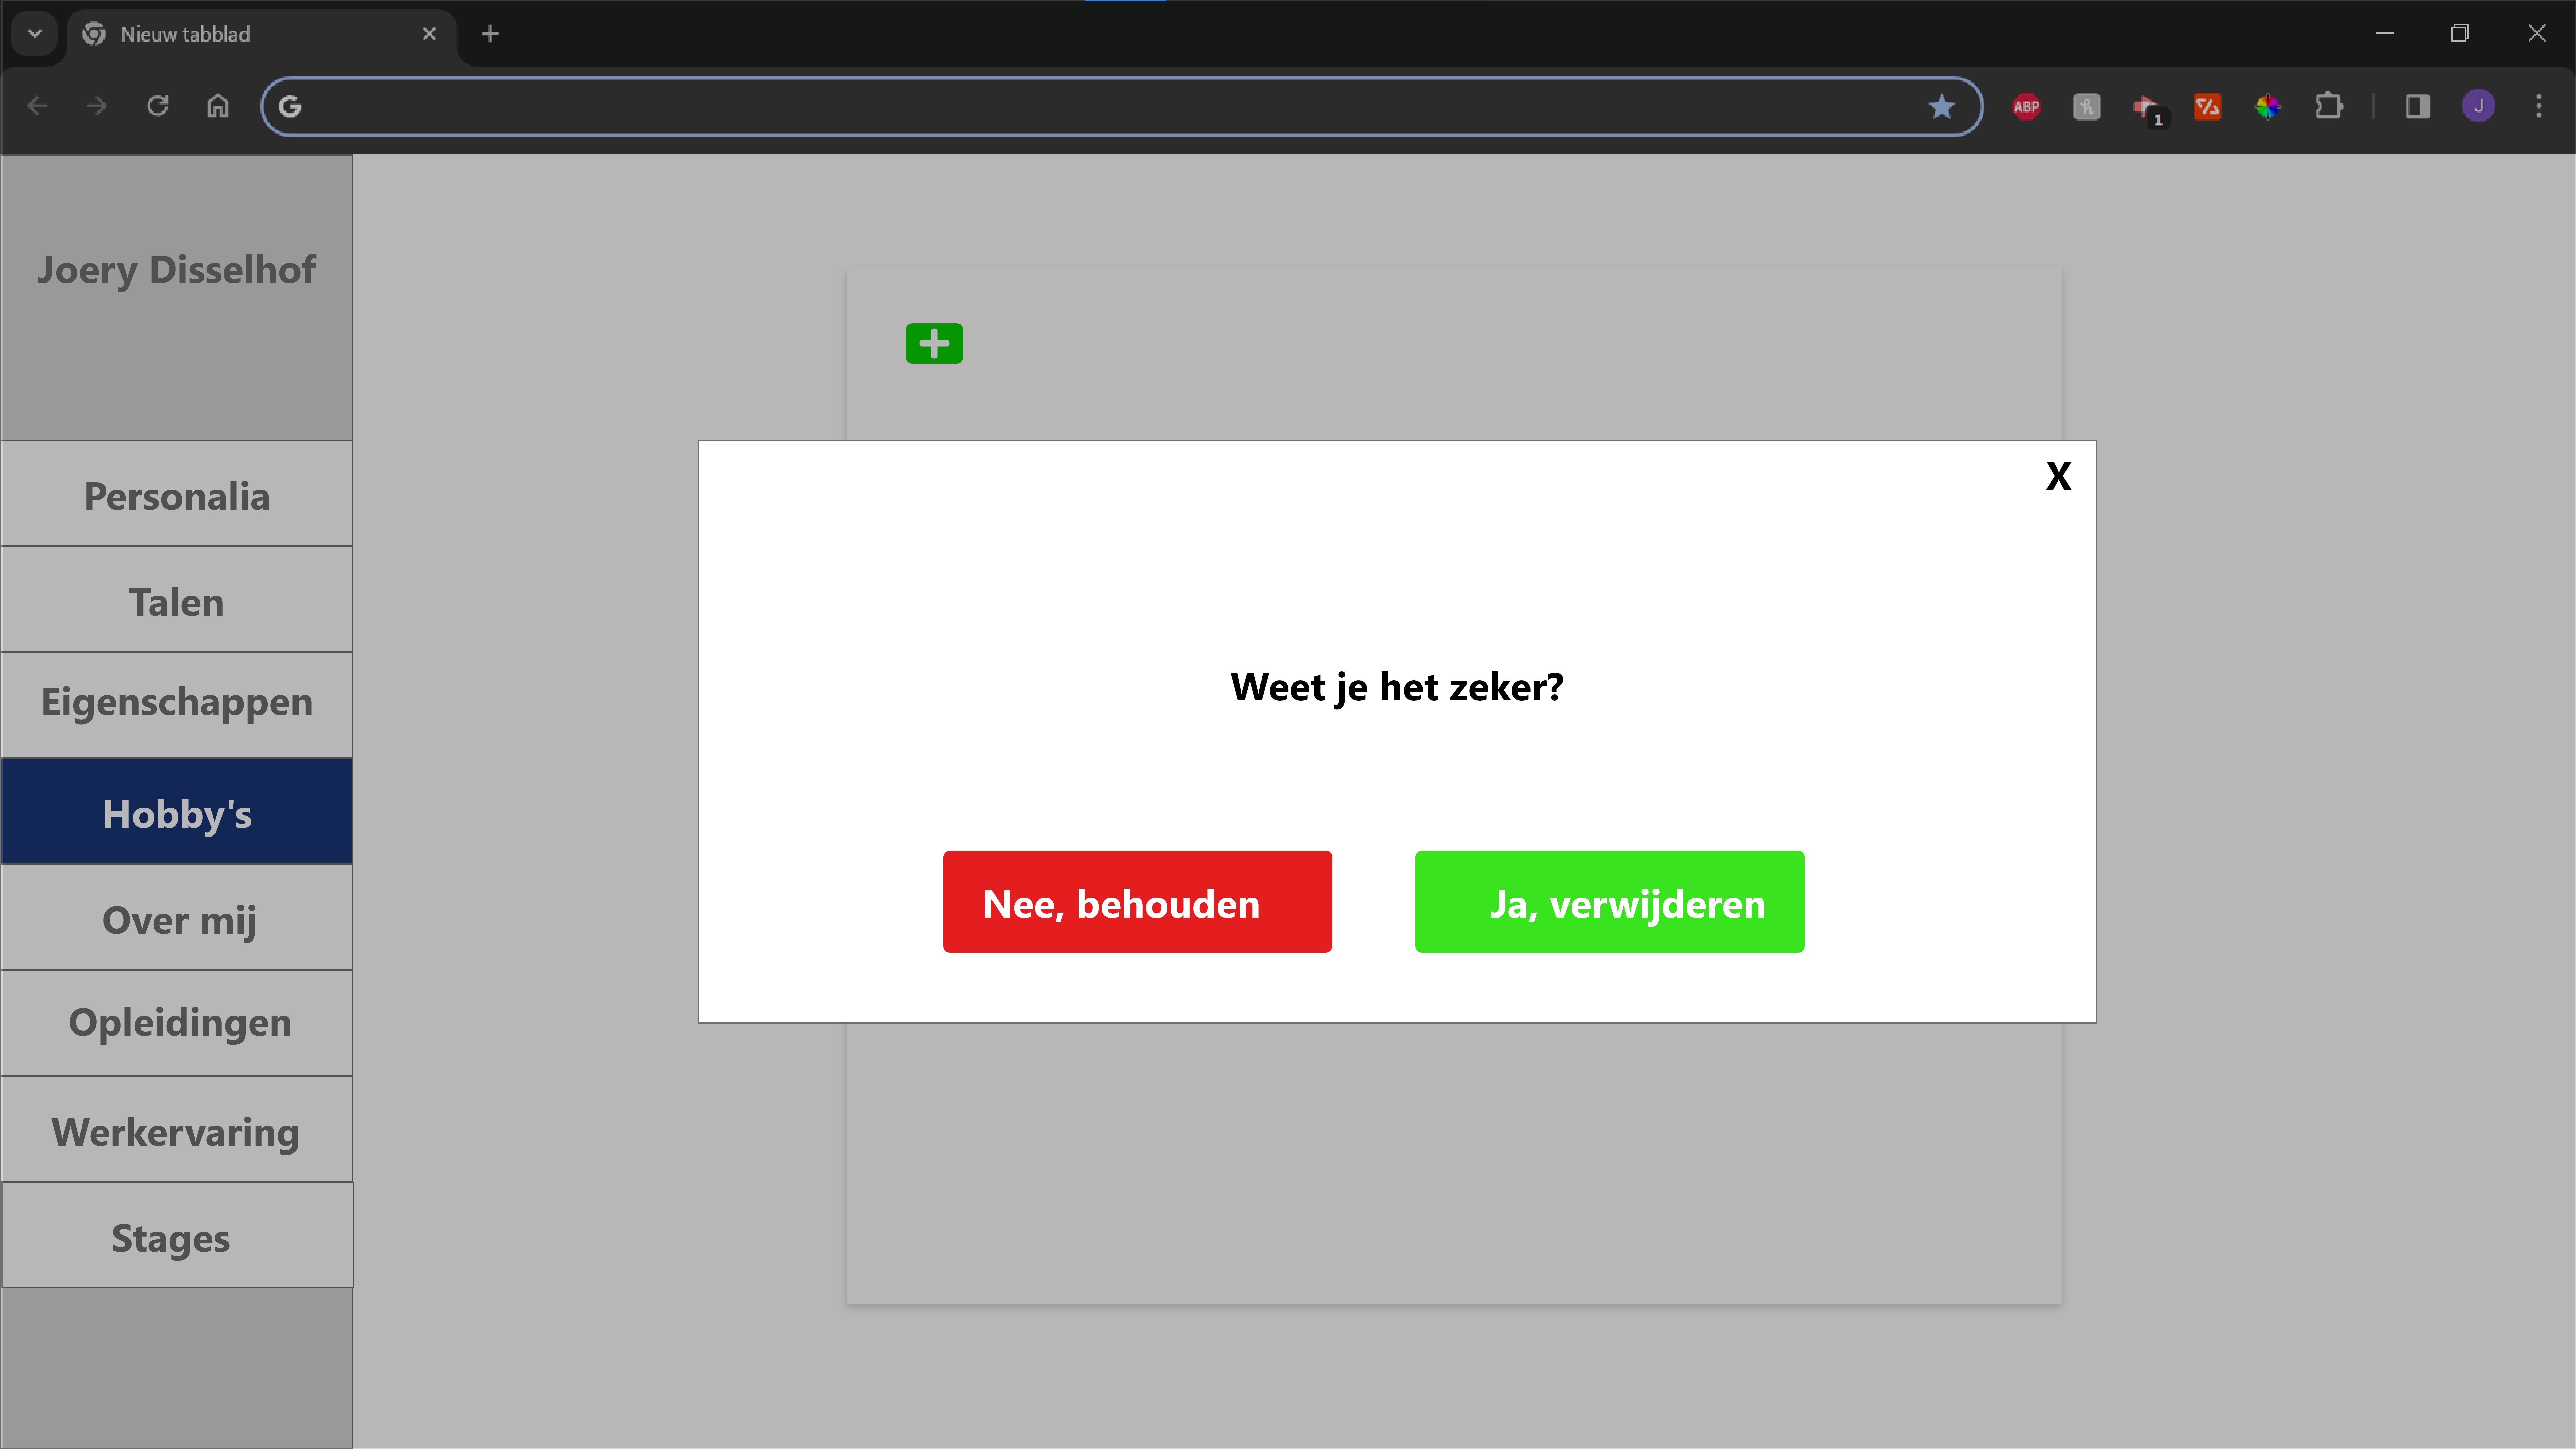 Nieuw tabblad
ABP
1
J
Joery Disselhof
Personalia
Talen
Eigenschappen
Hobby's
Over mij
Opleidingen
Werkervaring
Stages
X
Weet je het zeker?
Nee, behouden
Ja, verwijderen